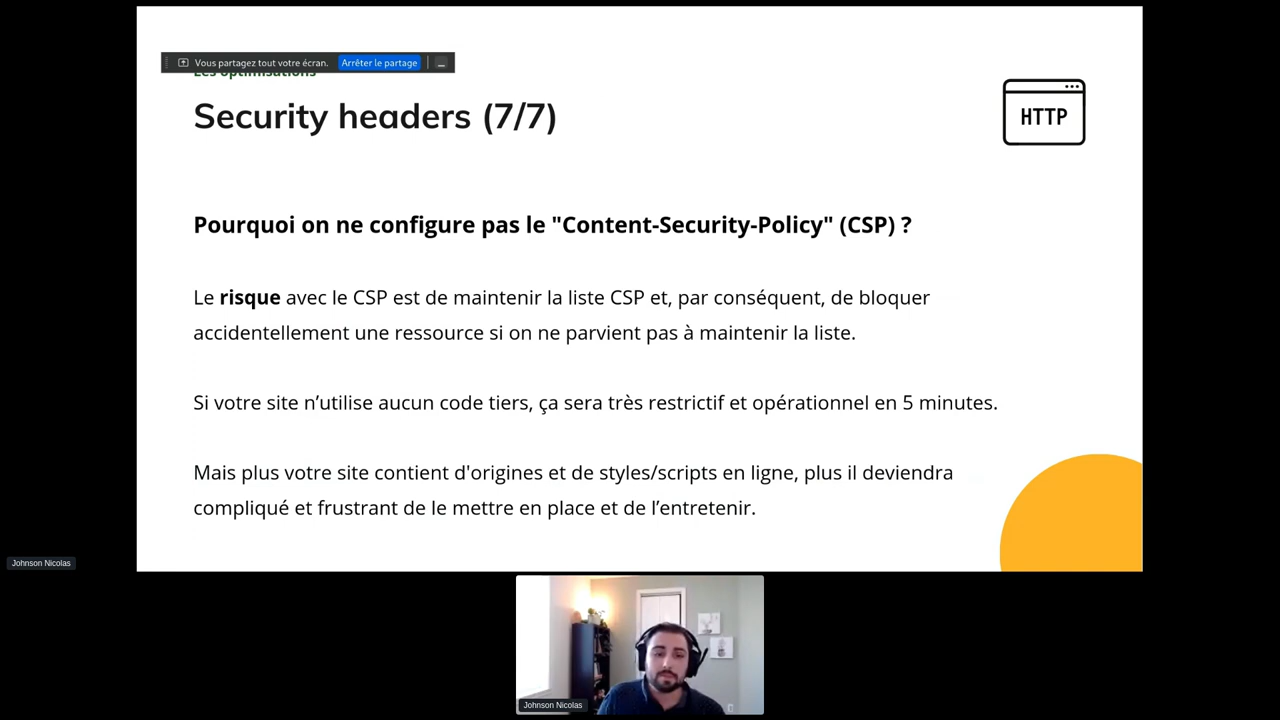 Vous partagez tout votre écran.
Arrêter le partage
Les optimisations
Security headers (7/7)
HTTP
Pourquoi on ne configure pas le "Content-Security-Policy" (CSP) ?
Le risque avec le CSP est de maintenir la liste CSP et, par conséquent, de bloquer
accidentellement une ressource si on ne parvient pas à maintenir la liste.
Si votre site n’utilise aucun code tiers, ça sera très restrictif et opérationnel en 5 minutes.
Mais plus votre site contient d'origines et de styles/scripts en ligne, plus il deviendra
compliqué et frustrant de le mettre en place et de l’entretenir.
Johnson Nicolas
Johnson Nicolas